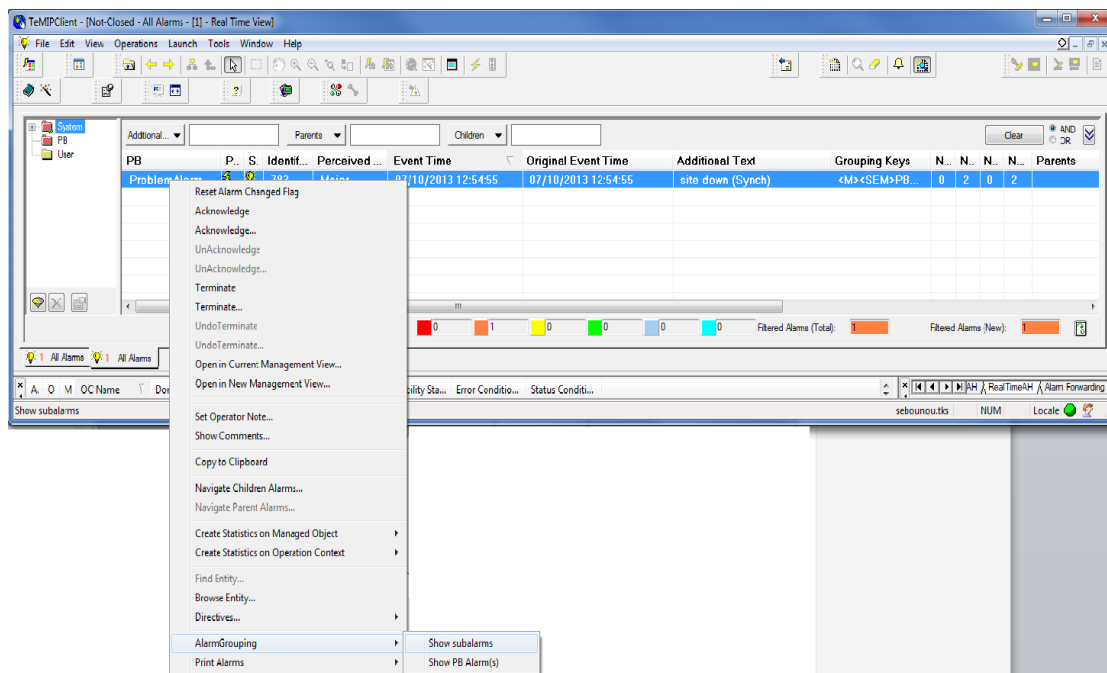 TeMIPClient - [Not-Closed - All Alarms - [1] - Real Time View]
File Edit View Operations Launch Tools Window Help
System
PB
User
Addtional... Parents Children Clear AND OR
PB P.. S. Identif... Perceived ... Event Time Original Event Time Additional Text Grouping Keys N... N... N... N... Parents
ProblemAlarm 783 Major 07/10/2013 12:54:55 07/10/2013 12:54:55 site down (Synch) <M><SEM>PB... 0 2 0 2
Reset Alarm Changed Flag
Acknowledge
Acknowledge...
UnAcknowledge
UnAcknowledge...
Terminate
Terminate...
UndoTerminate
UndoTerminate...
Open in Current Management View...
Open in New Management View...
Set Operator Note...
Show Comments...
Copy to Clipboard
Navigate Children Alarms...
Navigate Parent Alarms...
Create Statistics on Managed Object
Create Statistics on Operation Context
Find Entity...
Browse Entity...
Directives...
AlarmGrouping
Print Alarms
Show subalarms
Show PB Alarm(s)
0 1 0 0 0 0 Filtered Alarms (Total): 1 Filtered Alarms (New): 1
1 All Alarms 1 All Alarms
A. O M OC Name Dor cility Sta... Error Conditio... Status Conditi... AH RealTimeAH Alarm Forwarding
Show subalarms sebounou.tks NUM Locale